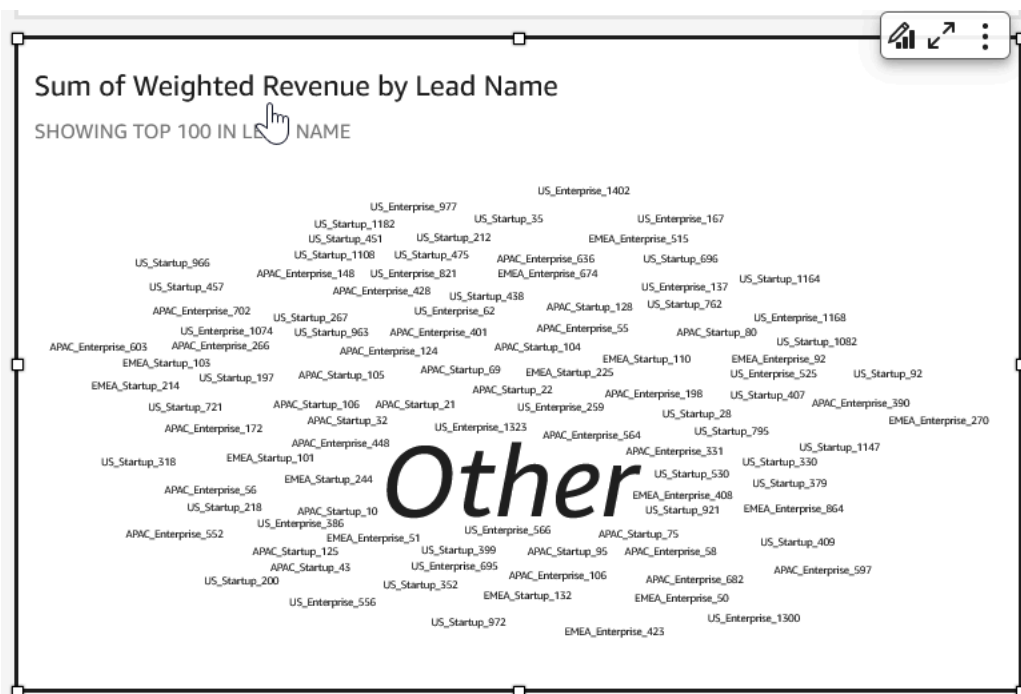 Sum of Weighted Revenue by Lead Name
SHOWING TOP 100 IN NAME
US_Enterprise_1402
US_Enterprise_977
US_Startup_35
US_Enterprise_167
US_Startup_1182
US_Startup_451
US_Startup_212
EMEA_Enterprise_515
US_Startup_1108
US_Startup_475
APAC_Enterprise_636
US_Startup_696
US_Startup_966
APAC_Enterprise_148
US_Enterprise_821
EMEA_Enterprise_674
US_Startup_1164
US_Startup_457
APAC_Enterprise_428
US_Startup_438
US_Enterprise_137
APAC_Startup_128
US_Startup_762
APAC_Enterprise_702
US_Startup_267
US_Enterprise_62
US_Enterprise_1168
US_Enterprise_1074
US_Startup_963
APAC_Enterprise_401
APAC_Enterprise_55
APAC_Startup_80
US_Startup_1082
APAC_Enterprise_603
APAC_Enterprise_266
APAC_Enterprise_124
APAC_Startup_104
EMEA_Startup_103
EMEA_Startup_110
EMEA_Enterprise_92
EMEA_Startup_214
US_Startup_197
APAC_Startup_105
APAC_Startup_69
EMEA_Startup_225
US_Enterprise_525
US_Startup_92
APAC_Startup_22
APAC_Enterprise_198
US_Startup_407
APAC_Enterprise_390
US_Startup_721
APAC_Startup_106
APAC_Startup_21
US_Enterprise_259
US_Startup_28
EMEA_Enterprise_270
APAC_Enterprise_172
APAC_Startup_32
US_Enterprise_1323
APAC_Enterprise_564
US_Startup_795
APAC_Enterprise_448
APAC_Enterprise_331
US_Startup_1147
US_Startup_318
EMEA_Startup_101
Other
US_Startup_530
US_Startup_330
EMEA_Startup_244
US_Startup_379
APAC_Enterprise_56
EMEA_Enterprise_408
US_Startup_218
APAC_Startup_10
US_Startup_921
EMEA_Enterprise_864
US_Enterprise_386
US_Enterprise_566
APAC_Enterprise_552
EMEA_Enterprise_51
APAC_Startup_75
US_Startup_409
APAC_Startup_125
US_Startup_399
APAC_Startup_95
APAC_Enterprise_58
APAC_Startup_43
US_Enterprise_695
APAC_Enterprise_106
APAC_Enterprise_597
US_Startup_200
US_Startup_352
APAC_Enterprise_682
US_Enterprise_556
EMEA_Startup_132
EMEA_Enterprise_50
US_Startup_972
US_Enterprise_1300
EMEA_Enterprise_423